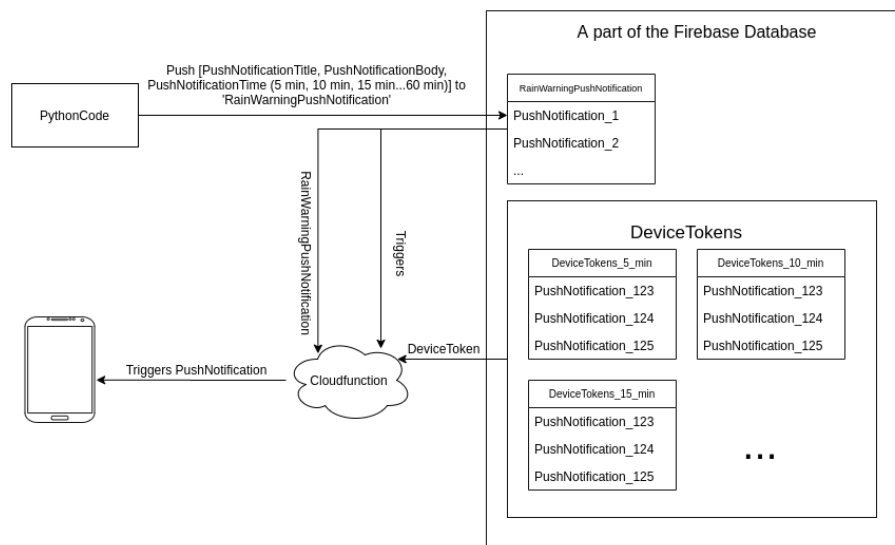 A part of the Firebase Database
Push [PushNotificationTitle, PushNotificationBody,
PushNotificationTime (5 min, 10 min, 15 min...60 min)] to
'RainWarningPushNotification'
PythonCode
RainWarningPushNotification
PushNotification_1
PushNotification_2
...
RainWarningPushNotification
Triggers
DeviceTokens
DeviceTokens_5_min
PushNotification_123
PushNotification_124
PushNotification_125
DeviceTokens_10_min
PushNotification_123
PushNotification_124
PushNotification_125
DeviceToken
Triggers PushNotification
Cloudfunction
DeviceTokens_15_min
PushNotification_123
PushNotification_124
PushNotification_125
...